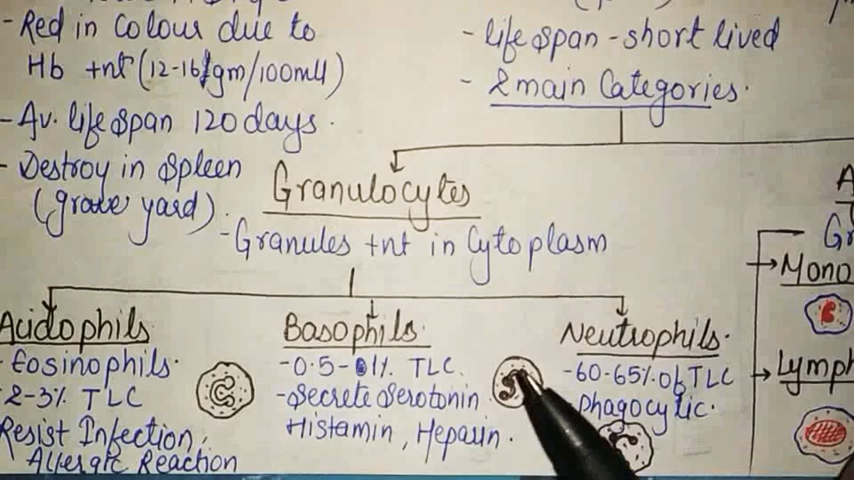 - Red in Colour due to
Hb +nt (12-16 gm/100ml)
- Av. life span 120 days.
- Destroy in spleen
(grave yard).
- life span - short lived
- 2 main Categories.
Granulocytes
- Granules +nt in Cytoplasm
Acidophils
- Eosinophils.
2-3% TLC
Resist Infection,
Allergic Reaction
Basophils.
- 0.5-1% TLC.
- Secrete Serotonin
Histamin, Heparin.
Neutrophils.
- 60-65% of TLC
Phagocytic.
A
Gr
Mono
Lymph